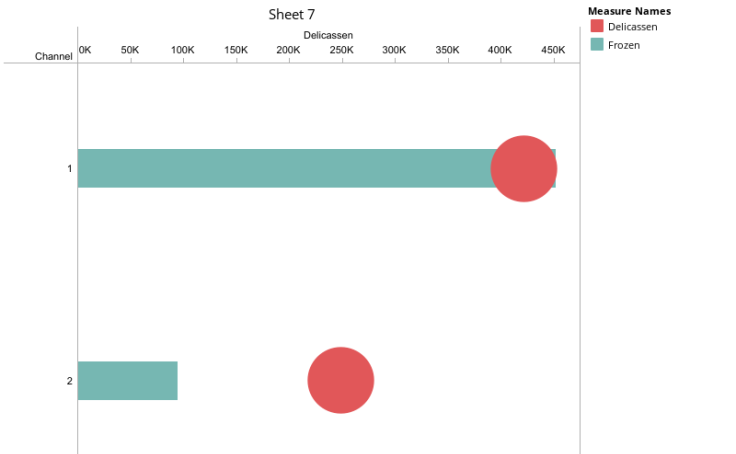 Sheet 7
Measure Names
Delicassen
Frozen
Delicassen
Channel
0K 50K 100K 150K 200K 250K 300K 350K 400K 450K
1
2